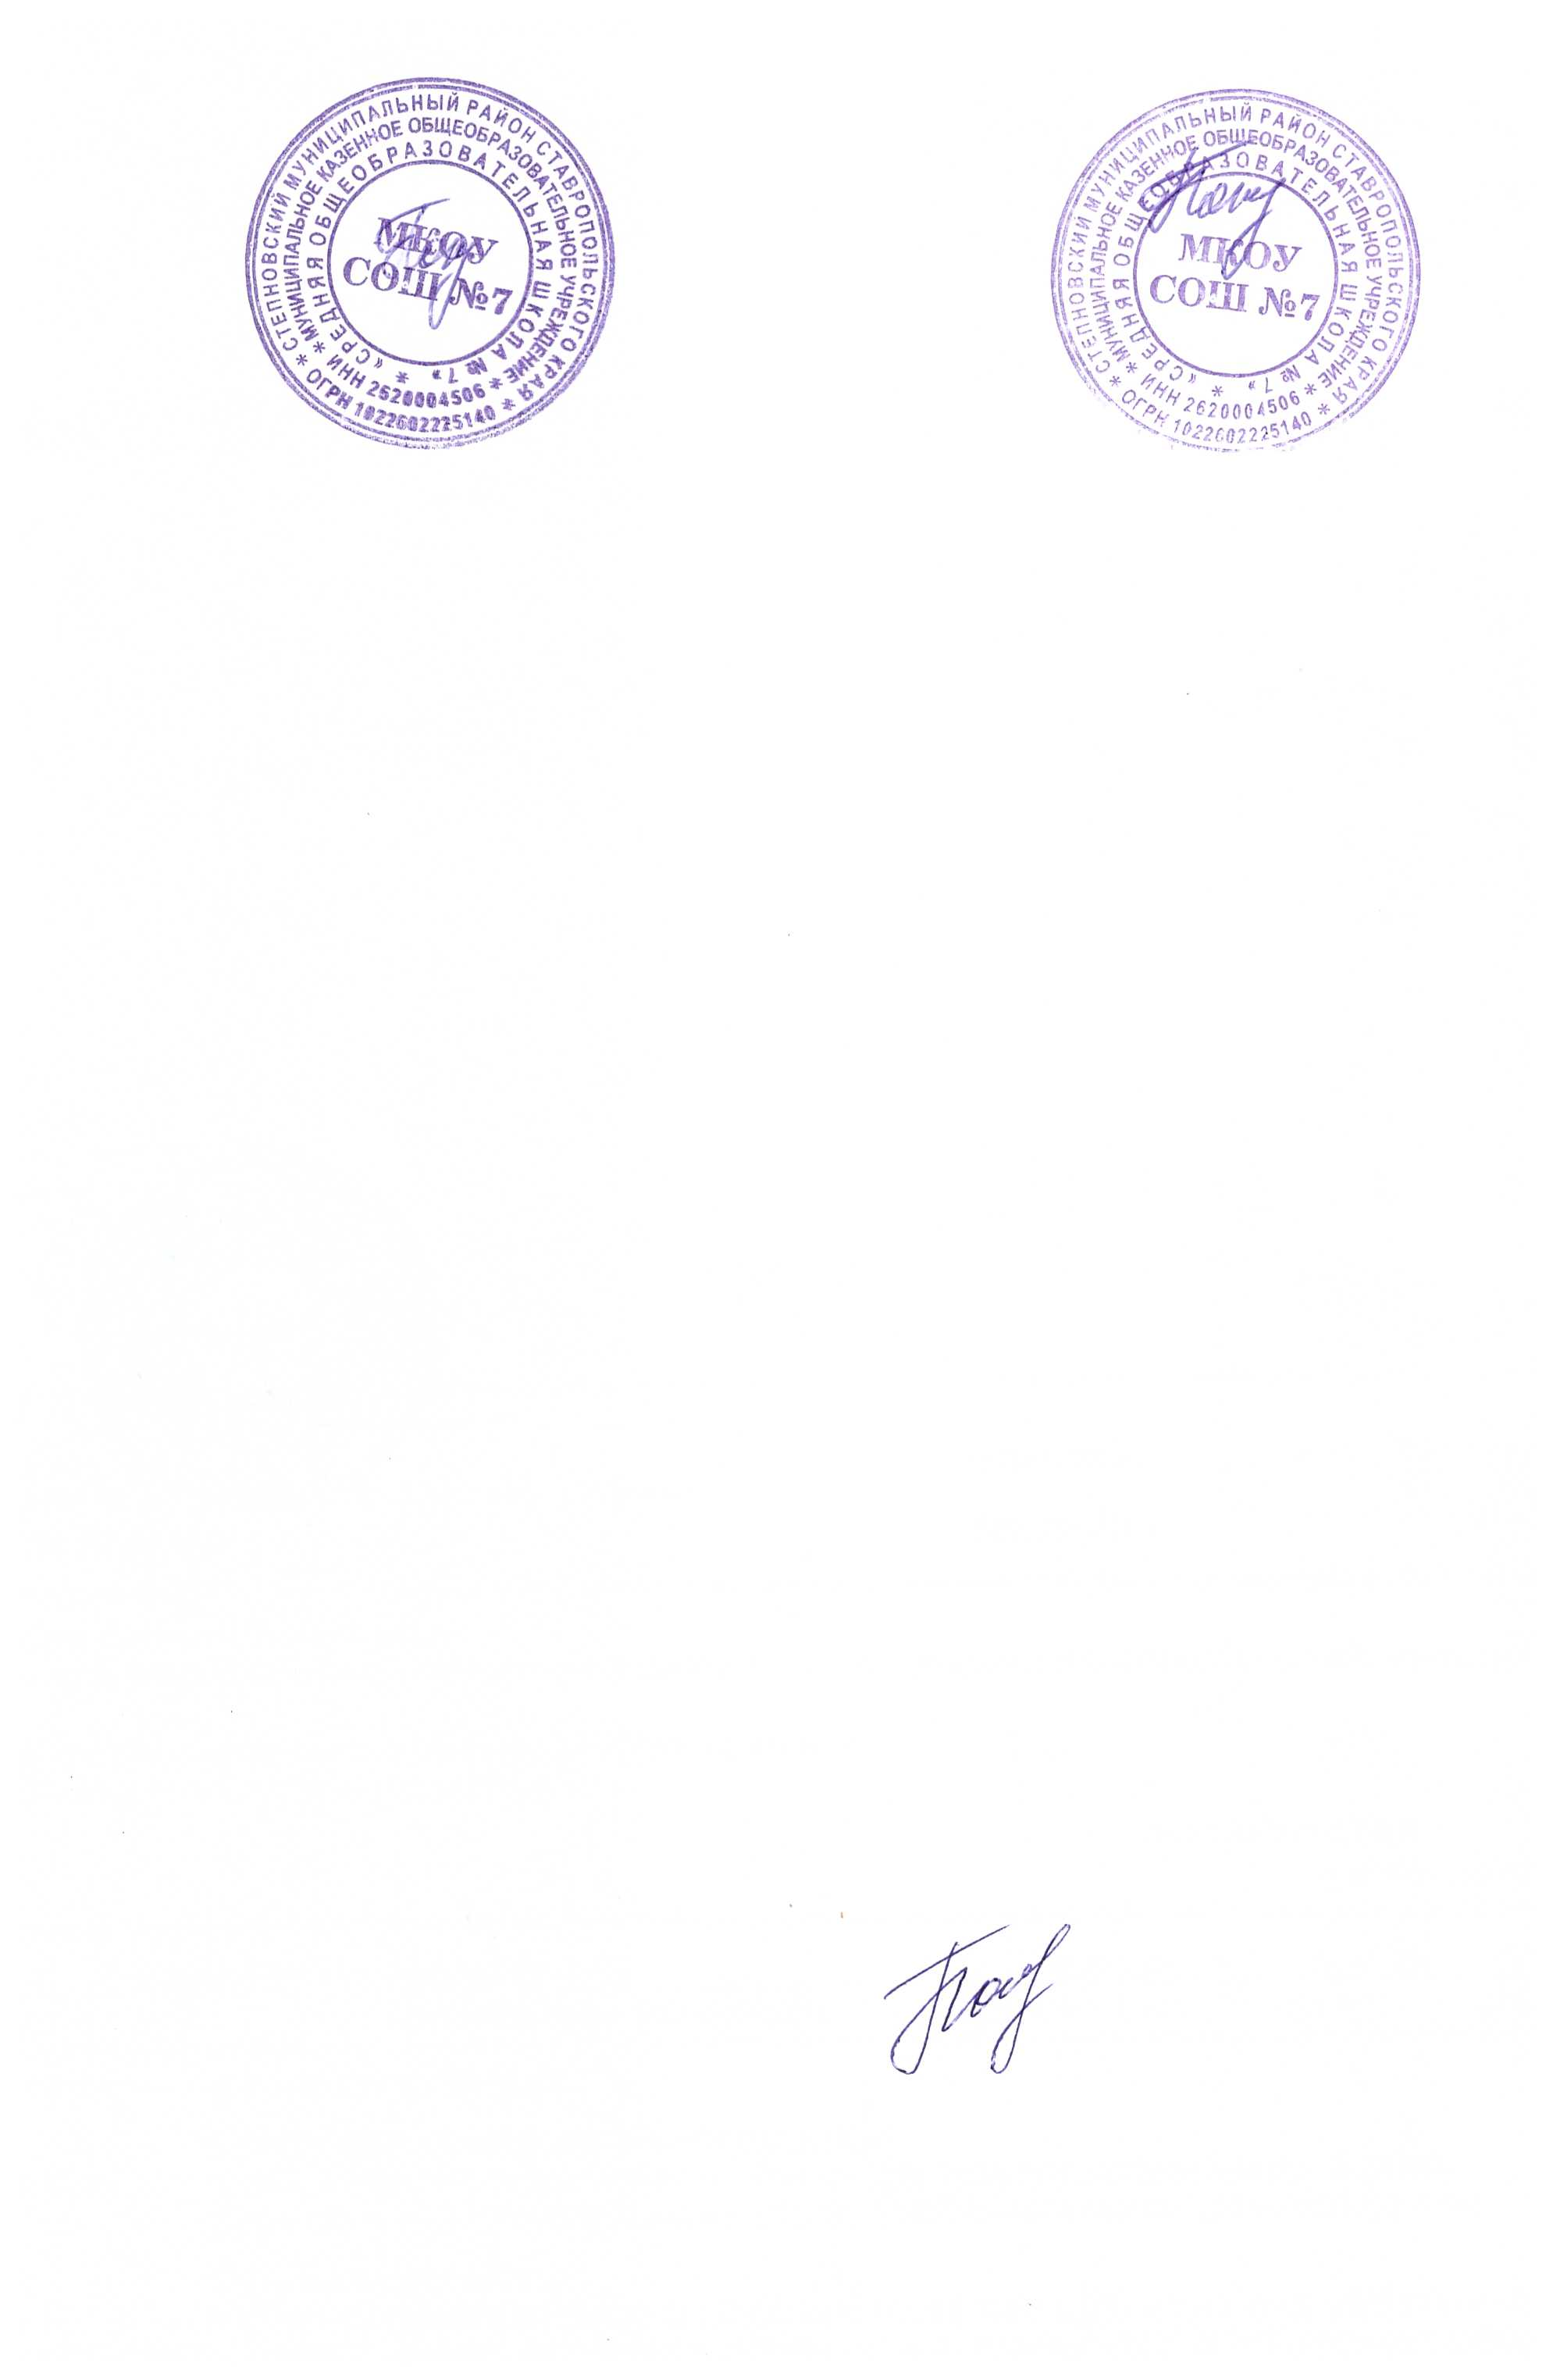 * СТЕПНОВСКИЙ МУНИЦИПАЛЬНЫЙ РАЙОН СТАВРОПОЛЬСКОГО КРАЯ
* ОГРН 1022602225140
* МУНИЦИПАЛЬНОЕ КАЗЕННОЕ ОБЩЕОБРАЗОВАТЕЛЬНОЕ УЧРЕЖДЕНИЕ
* ИНН 2620004506
* «СРЕДНЯЯ ОБЩЕОБРАЗОВАТЕЛЬНАЯ ШКОЛА № 7»
МКОУ
СОШ №7
* СТЕПНОВСКИЙ МУНИЦИПАЛЬНЫЙ РАЙОН СТАВРОПОЛЬСКОГО КРАЯ
* ОГРН 1022602225140
* МУНИЦИПАЛЬНОЕ КАЗЕННОЕ ОБЩЕОБРАЗОВАТЕЛЬНОЕ УЧРЕЖДЕНИЕ
* ИНН 2620004506
* «СРЕДНЯЯ ОБЩЕОБРАЗОВАТЕЛЬНАЯ ШКОЛА № 7»
МКОУ
СОШ №7